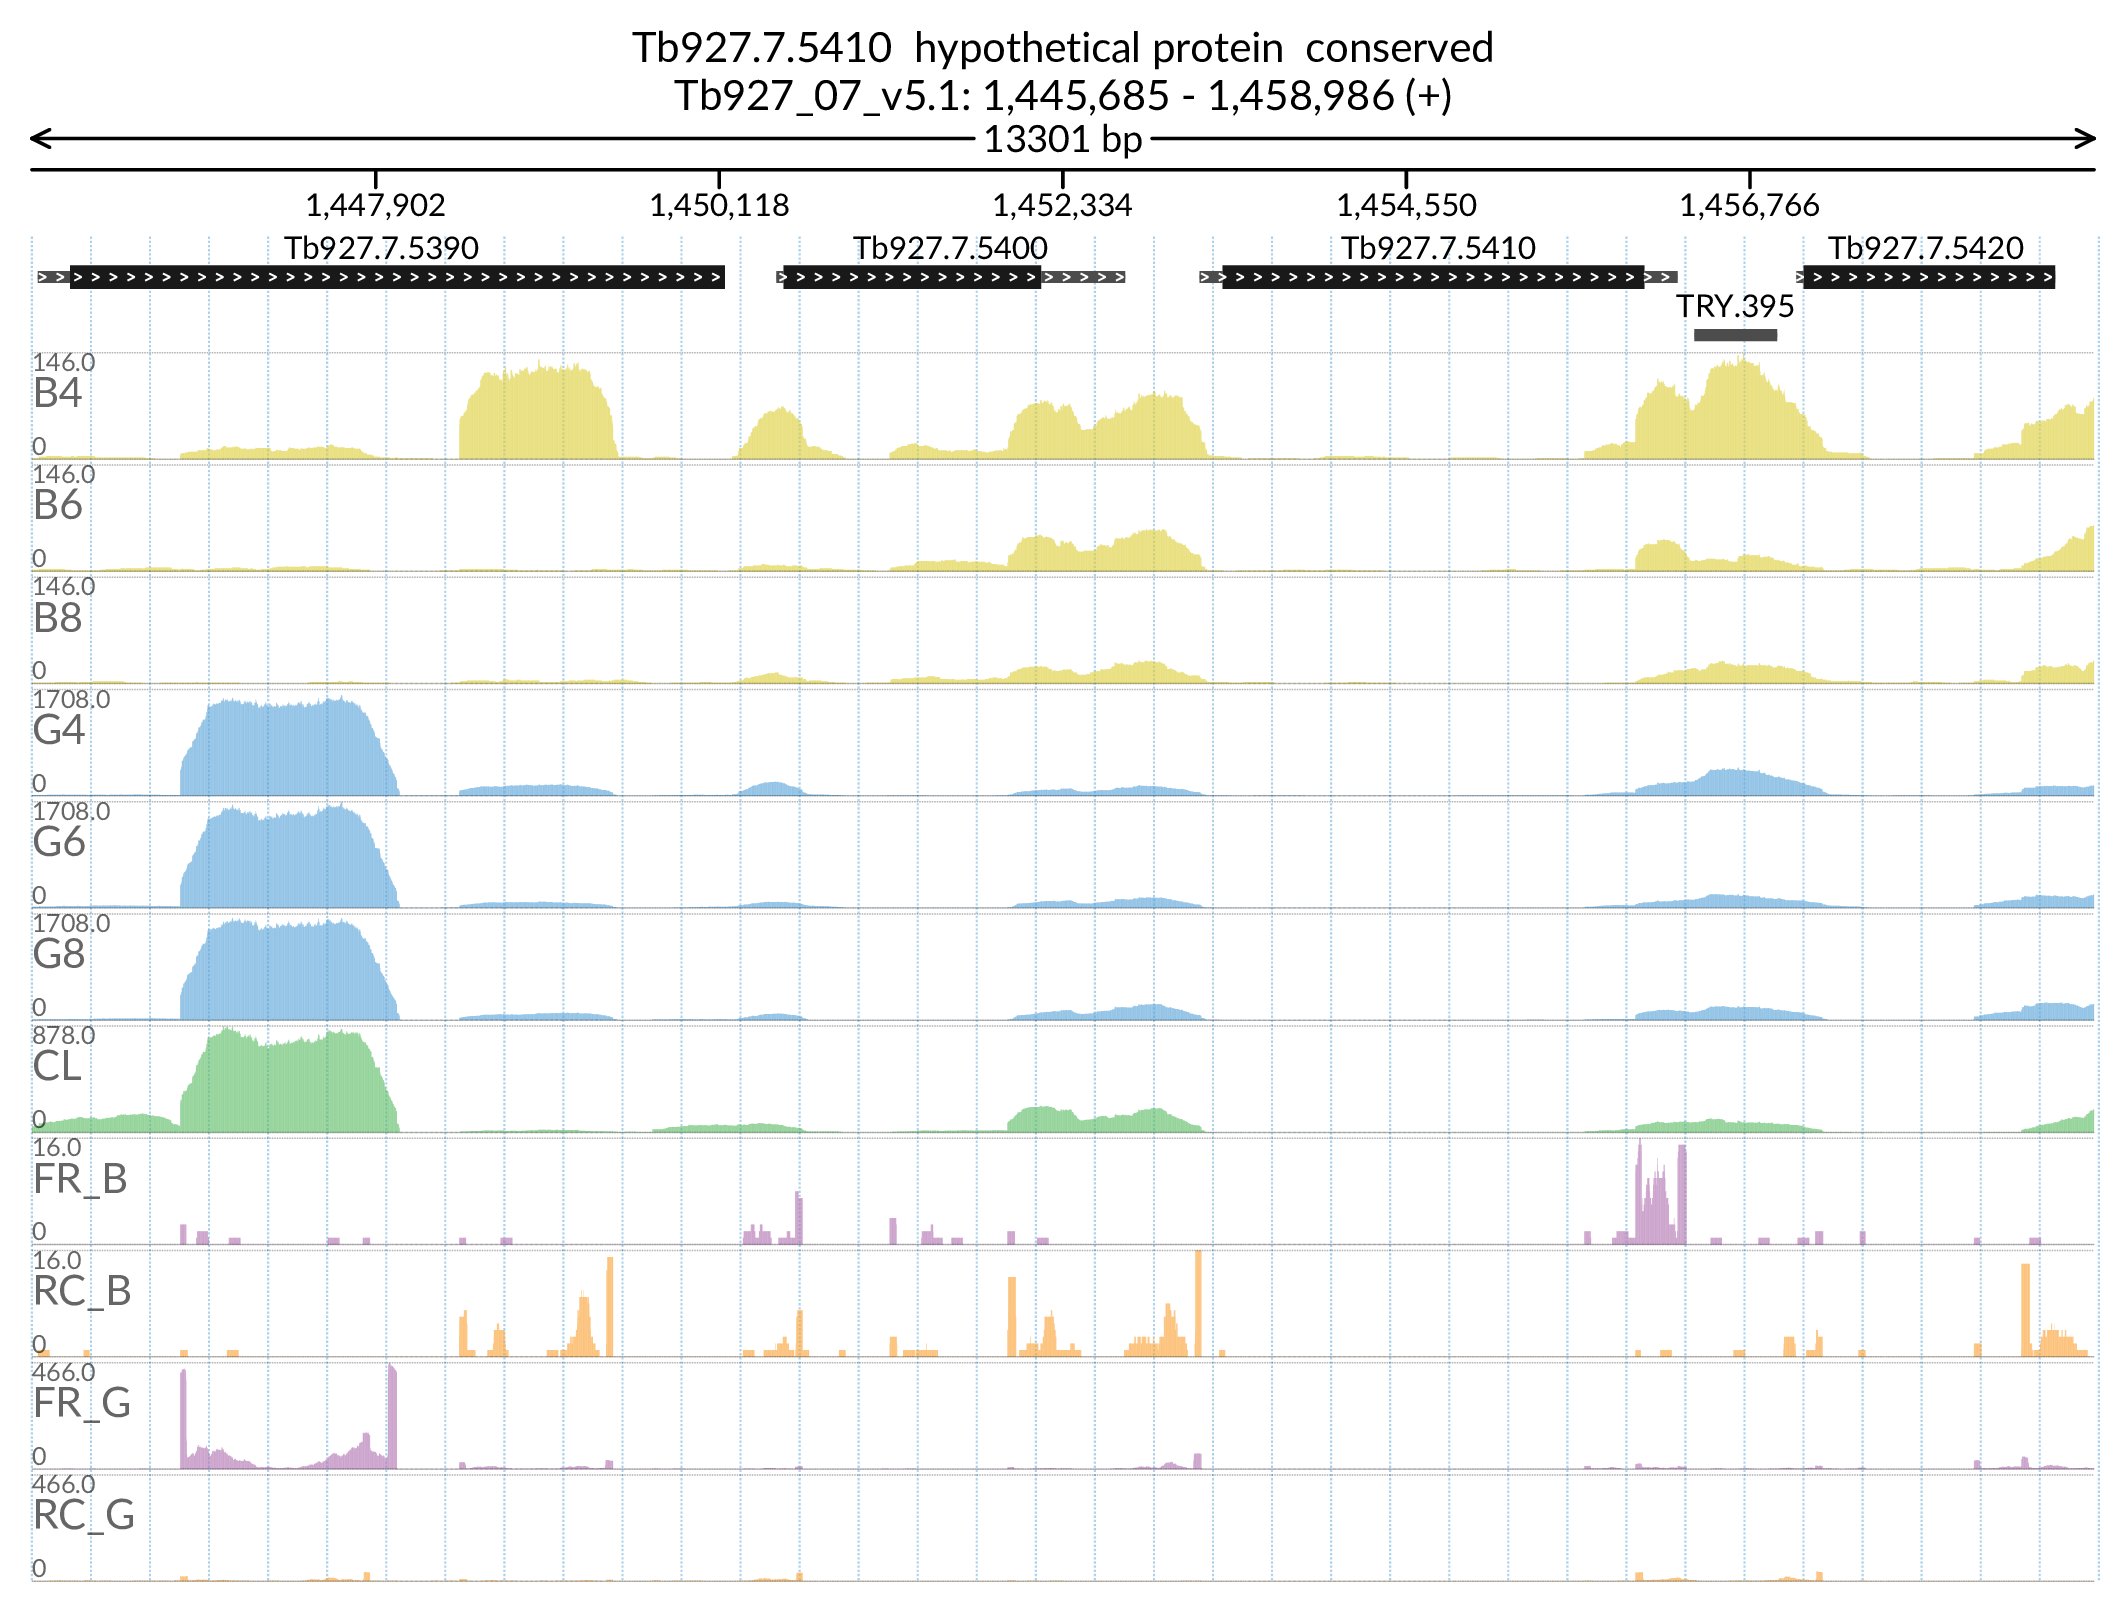 Tb927.7.5410 hypothetical protein conserved
Tb927_07_v5.1: 1,445,685 - 1,458,986 (+)
13301 bp
1,447,902 1,450,118 1,452,334 1,454,550 1,456,766
Tb927.7.5390 Tb927.7.5400 Tb927.7.5410 Tb927.7.5420
TRY.395
146.0
B4
0
146.0
B6
0
146.0
B8
0
1708.0
G4
0
1708.0
G6
0
1708.0
G8
0
878.0
CL
0
16.0
FR_B
0
16.0
RC_B
0
466.0
FR_G
0
466.0
RC_G
0